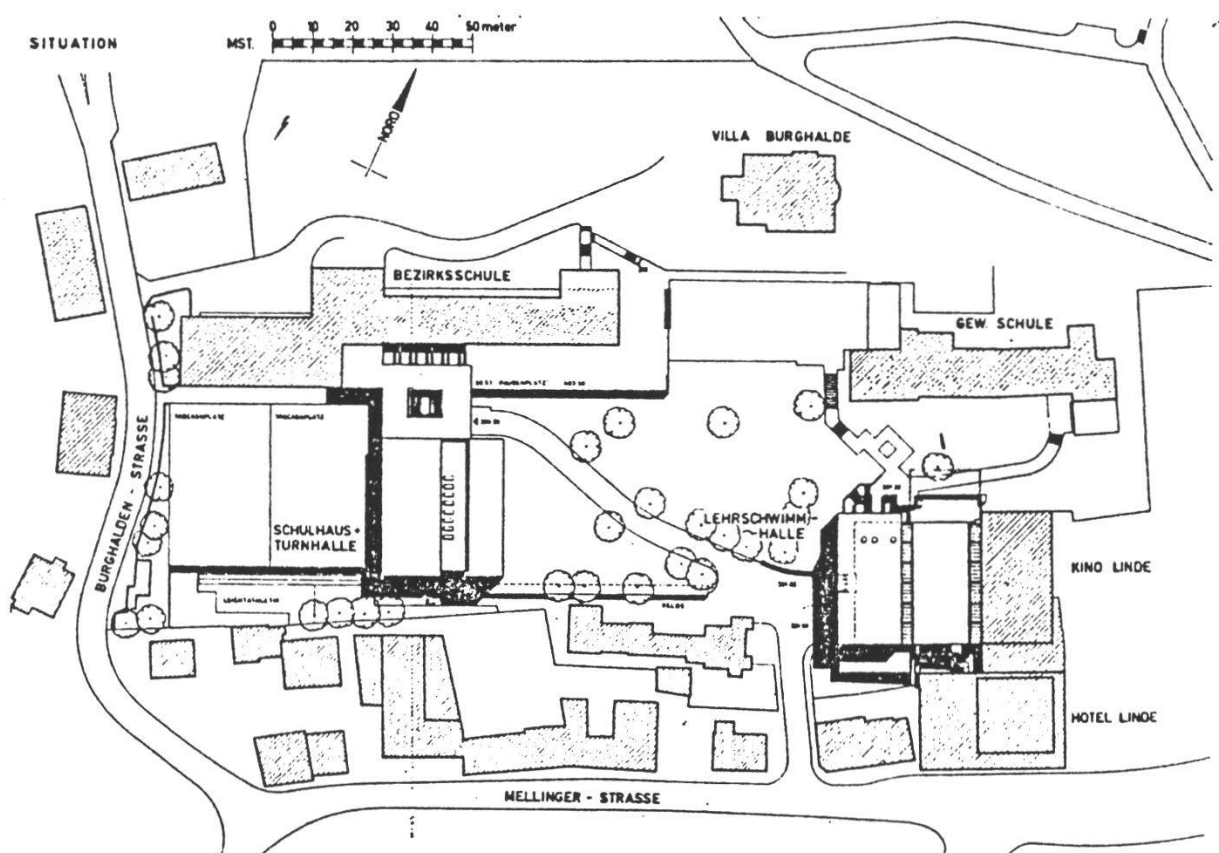 SITUATION
MST.
0 10 20 30 40 50 meter
NORD
VILLA BURGHALDE
BEZIRKSSCHULE
GEW. SCHULE
BURGHALDEN - STRASSE
SCHULHAUS +
TURNHALLE
LEHRSCHWIMM-
HALLE
VELOS
KINO LINDE
HOTEL LINDE
MELLINGER - STRASSE